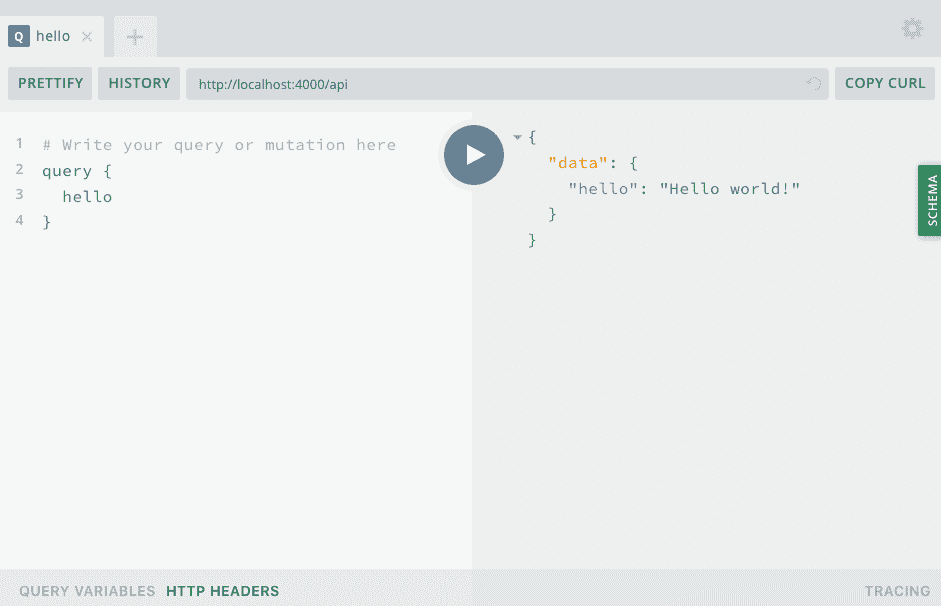 Q hello
PRETTIFY HISTORY http://localhost:4000/api COPY CURL
1 # Write your query or mutation here
2 query {
3 hello
4 }
{
"data": {
"hello": "Hello world!"
}
}
SCHEMA
QUERY VARIABLES HTTP HEADERS TRACING